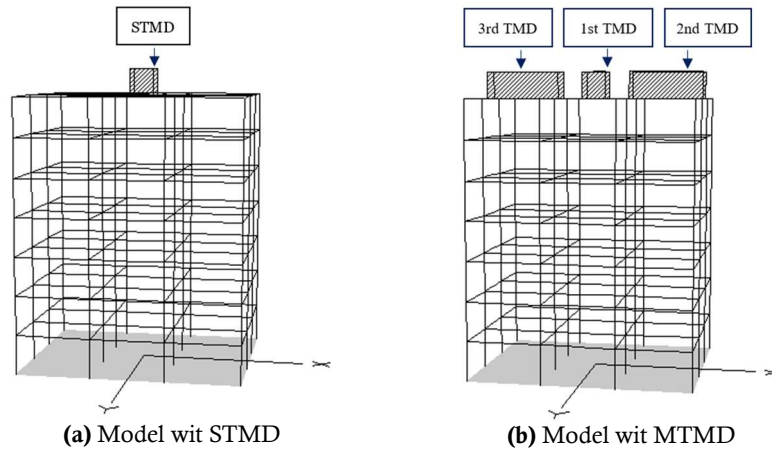 STMD
3rd TMD 1st TMD 2nd TMD
X
Y
X
Y
(a) Model wit STMD
(b) Model wit MTMD